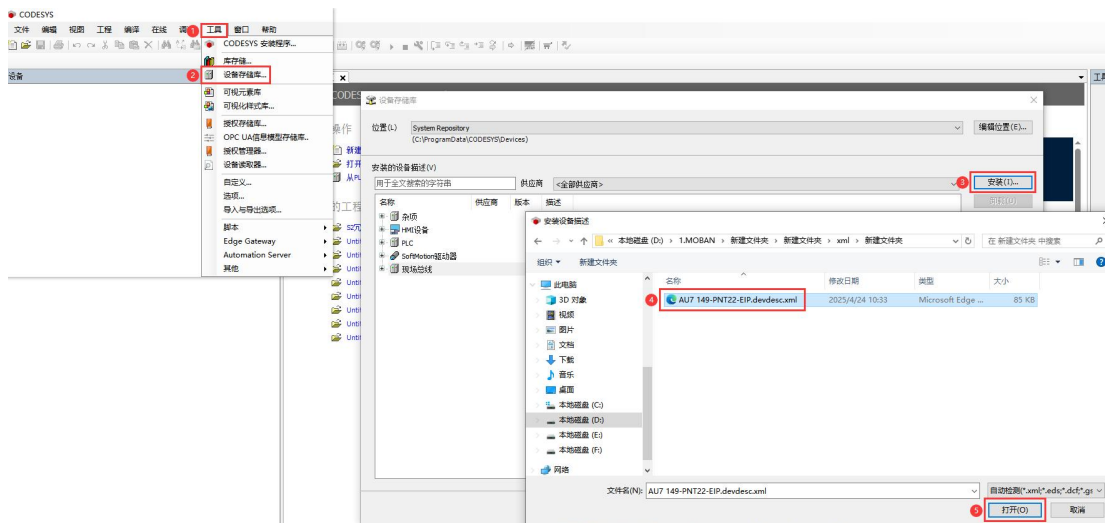 CODESYS
文件 编辑 视图 工程 编译 在线 调 1 工具 窗口 帮助
CODESYS 安装程序...
库存储...
2 设备存储库...
可视元素库
可视化样式库...
授权存储库...
OPC UA信息模型存储库..
授权管理器...
设备读取器...
自定义...
选项...
导入与导出选项...
脚本
Edge Gateway
Automation Server
其他
设备
设备存储库
位置(L) System Repository
(C:\ProgramData\CODESYS\Devices)
编辑位置(E)...
安装的设备描述(V)
用于全文搜索的字符串 供应商 <全部供应商> 3 安装(I)...
名称 供应商 版本 描述
杂项
HMI设备
PLC
SoftMotion驱动器
现场总线
安装设备描述
« 本地磁盘 (D:) › 1.MOBAN › 新建文件夹 › 新建文件夹 › xml › 新建文件夹
在 新建文件夹 中搜索
组织 新建文件夹
名称 修改日期 类型 大小
4 AU7 149-PNT22-EIP.devdesc.xml 2025/4/24 10:33 Microsoft Edge ... 85 KB
此电脑
3D 对象
视频
图片
文档
下载
音乐
桌面
本地磁盘 (C:)
本地磁盘 (D:)
本地磁盘 (E:)
本地磁盘 (F:)
网络
文件名(N): AU7 149-PNT22-EIP.devdesc.xml 自动检测(*.xml;*.eds;*.dcf;*.gs
5 打开(O) 取消